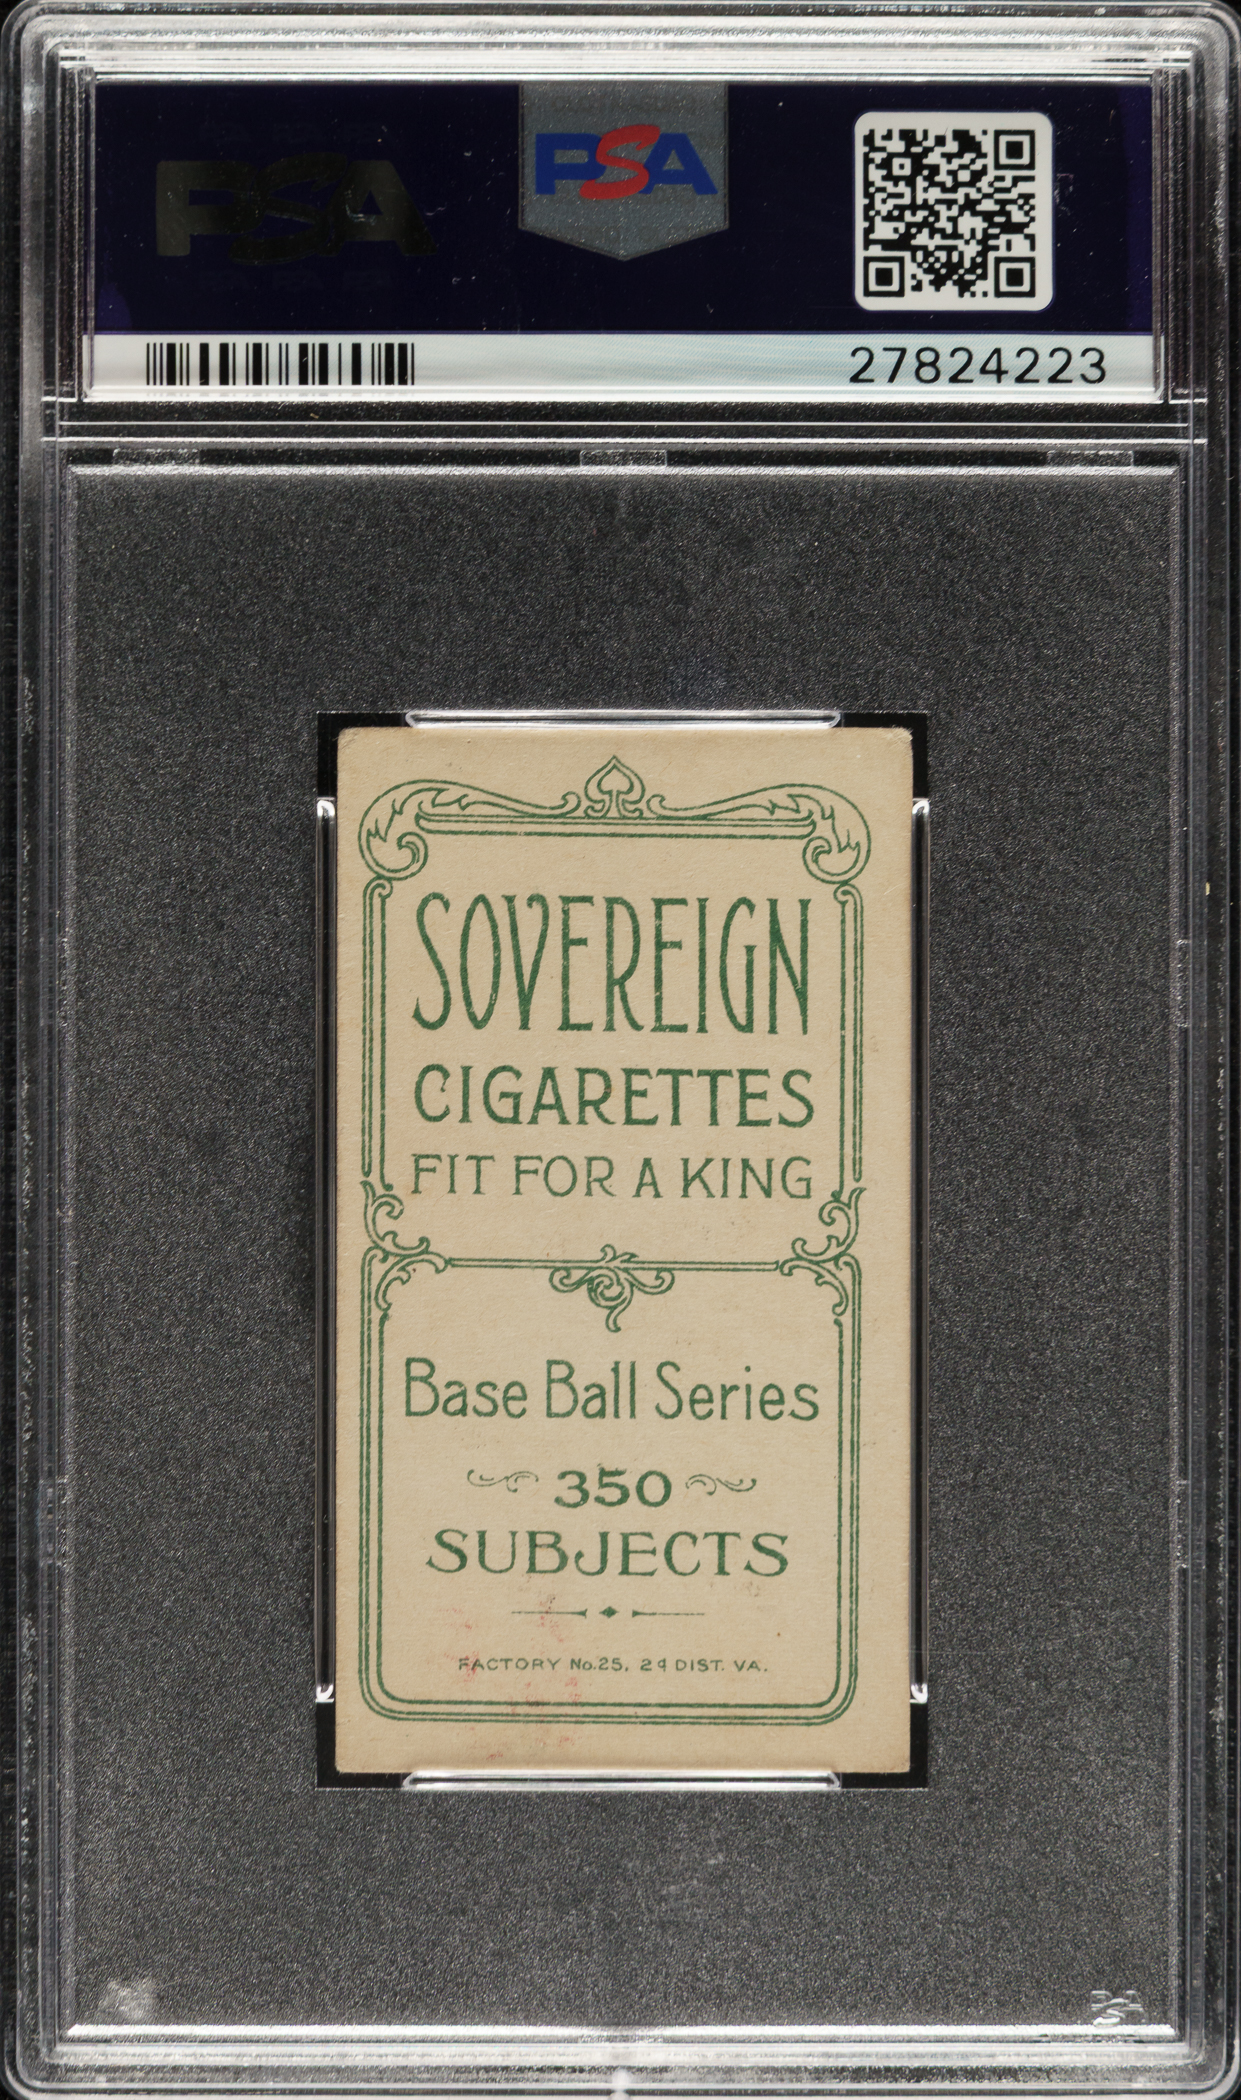 PSA
PSA
27824223
SOVEREIGN
CIGARETTES
FIT FOR A KING
Base Ball Series
350
SUBJECTS
FACTORY No.25, 2d DIST. VA.
PSA